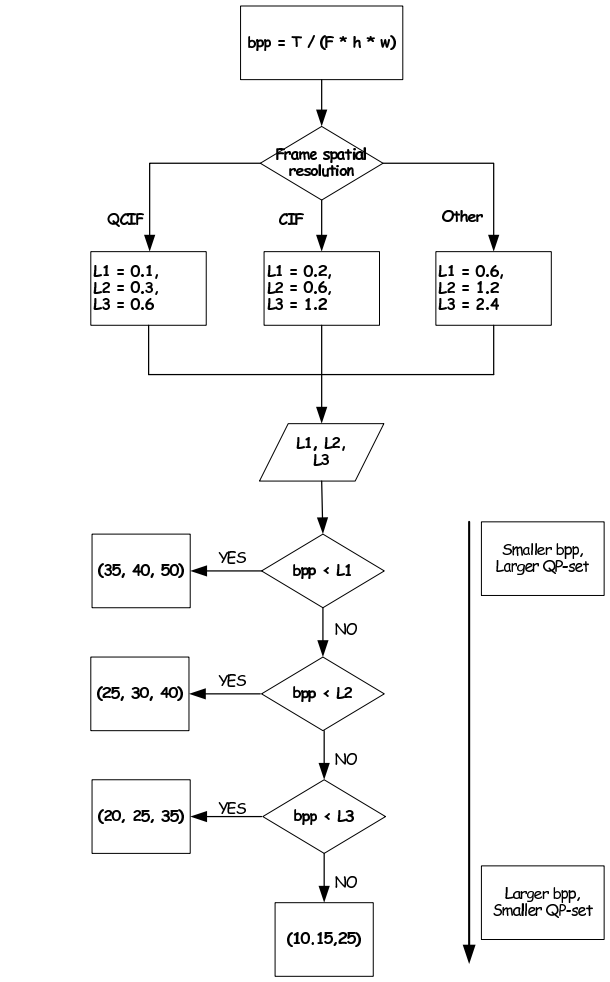 bpp = T / (F * h * w)
Frame spatial
resolution
QCIF
CIF
Other
L1 = 0.1,
L2 = 0.3,
L3 = 0.6
L1 = 0.2,
L2 = 0.6,
L3 = 1.2
L1 = 0.6,
L2 = 1.2
L3 = 2.4
L1, L2,
L3
Smaller bpp,
Larger QP-set
(35, 40, 50)
YES
bpp < L1
NO
(25, 30, 40)
YES
bpp < L2
NO
(20, 25, 35)
YES
bpp < L3
NO
Larger bpp,
Smaller QP-set
(10.15,25)